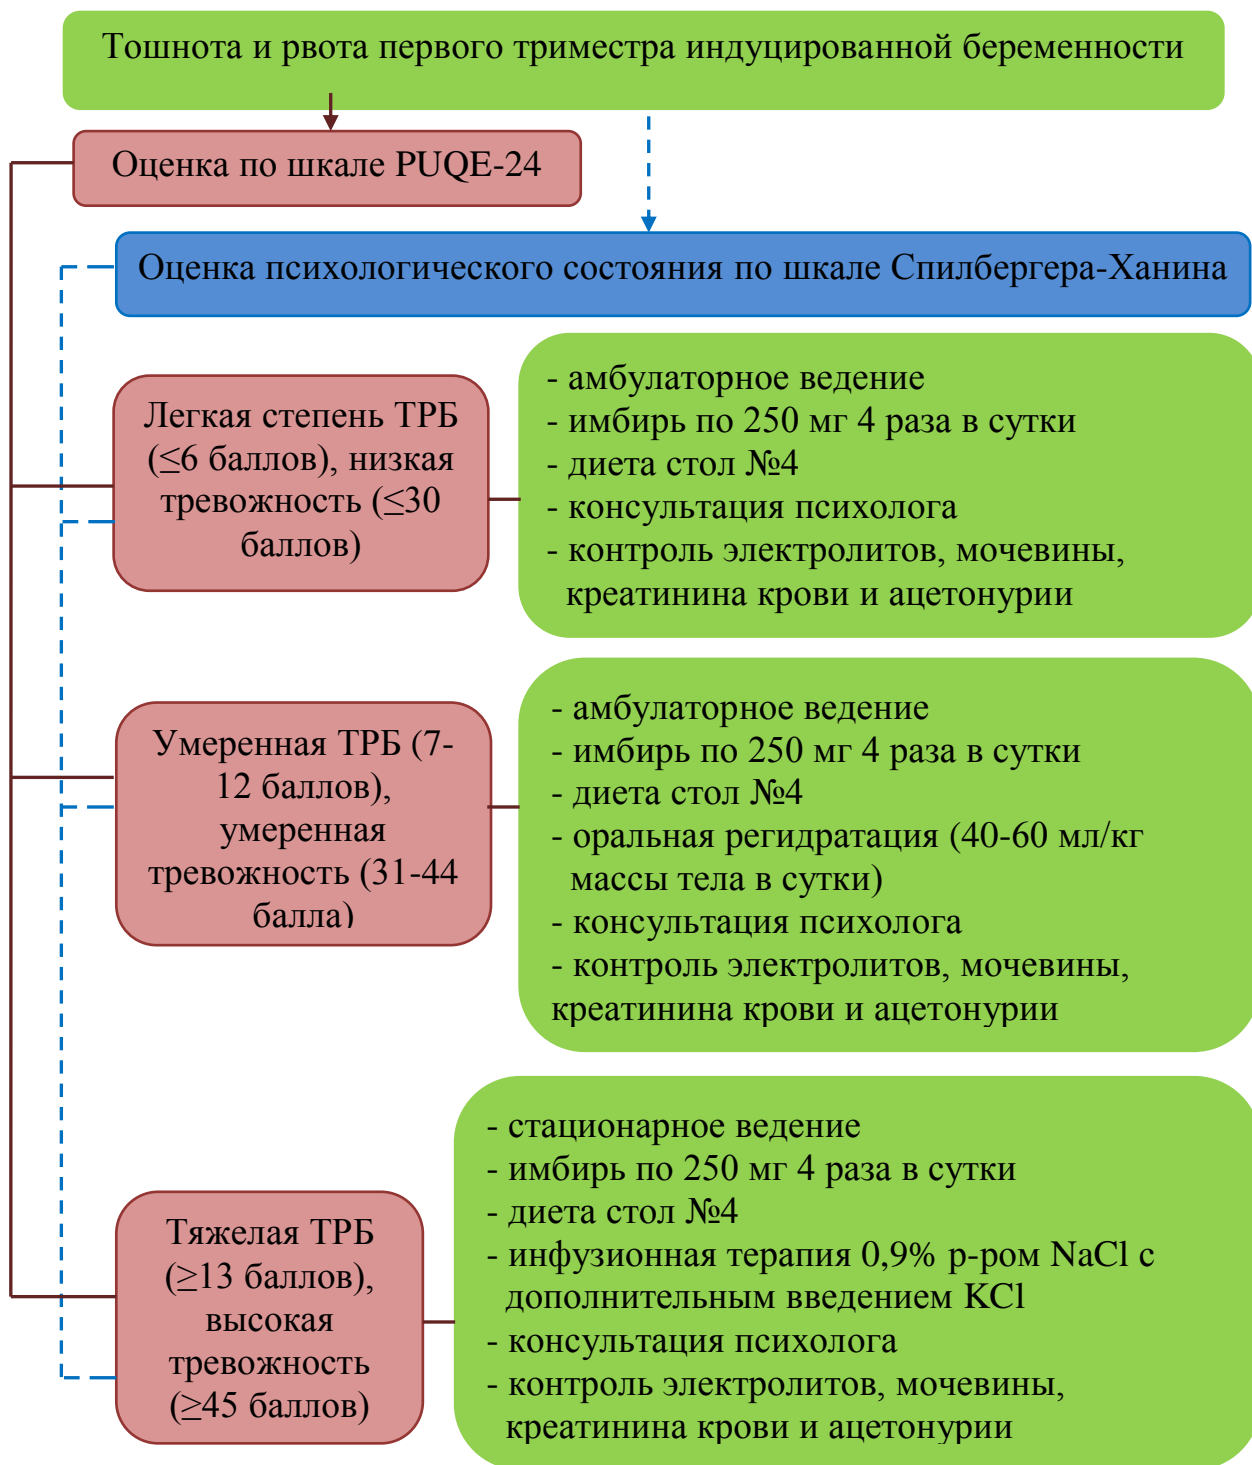 Тошнота и рвота первого триместра индуцированной беременности
Оценка по шкале PUQE-24
Оценка психологического состояния по шкале Спилбергера-Ханина
Легкая степень ТРБ
(≤6 баллов), низкая
тревожность (≤30
баллов)
- амбулаторное ведение
- имбирь по 250 мг 4 раза в сутки
- диета стол №4
- консультация психолога
- контроль электролитов, мочевины,
креатинина крови и ацетонурии
Умеренная ТРБ (7-
12 баллов),
умеренная
тревожность (31-44
балла)
- амбулаторное ведение
- имбирь по 250 мг 4 раза в сутки
- диета стол №4
- оральная регидратация (40-60 мл/кг
массы тела в сутки)
- консультация психолога
- контроль электролитов, мочевины,
креатинина крови и ацетонурии
Тяжелая ТРБ
(≥13 баллов),
высокая
тревожность
(≥45 баллов)
- стационарное ведение
- имбирь по 250 мг 4 раза в сутки
- диета стол №4
- инфузионная терапия 0,9% р-ром NaCl с
дополнительным введением KCl
- консультация психолога
- контроль электролитов, мочевины,
креатинина крови и ацетонурии